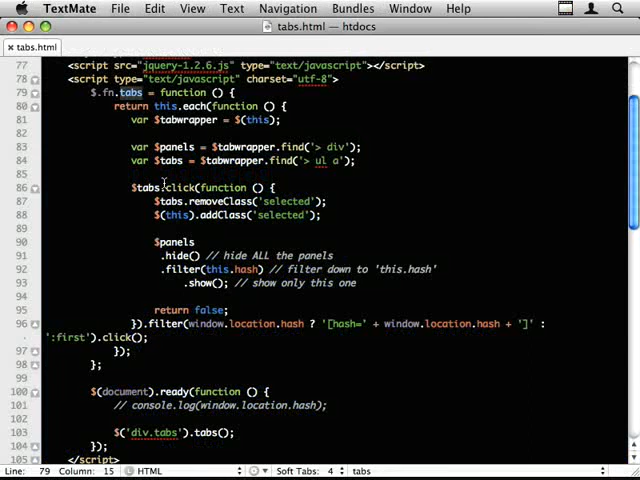 TextMate File Edit View Text Navigation Bundles Window Help
tabs.html — htdocs
× tabs.html
77 <script src="jquery-1.2.6.js" type="text/javascript"></script>
78 <script type="text/javascript" charset="utf-8">
79 $.fn.tabs = function () {
80 return this.each(function () {
81 var $tabwrapper = $(this);
82
83 var $panels = $tabwrapper.find('> div');
84 var $tabs = $tabwrapper.find('> ul a');
85
86 $tabs.click(function () {
87 $tabs.removeClass('selected');
88 $(this).addClass('selected');
89
90 $panels
91 .hide() // hide ALL the panels
92 .filter(this.hash) // filter down to 'this.hash'
93 .show(); // show only this one
94
95 return false;
96 }).filter(window.location.hash ? '[hash=' + window.location.hash + ']' :
· ':first').click();
97 });
98 };
99
100 $(document).ready(function () {
101 // console.log(window.location.hash);
102
103 $('div.tabs').tabs();
104 });
105 </script>
Line: 79 Column: 15 HTML Soft Tabs: 4 tabs